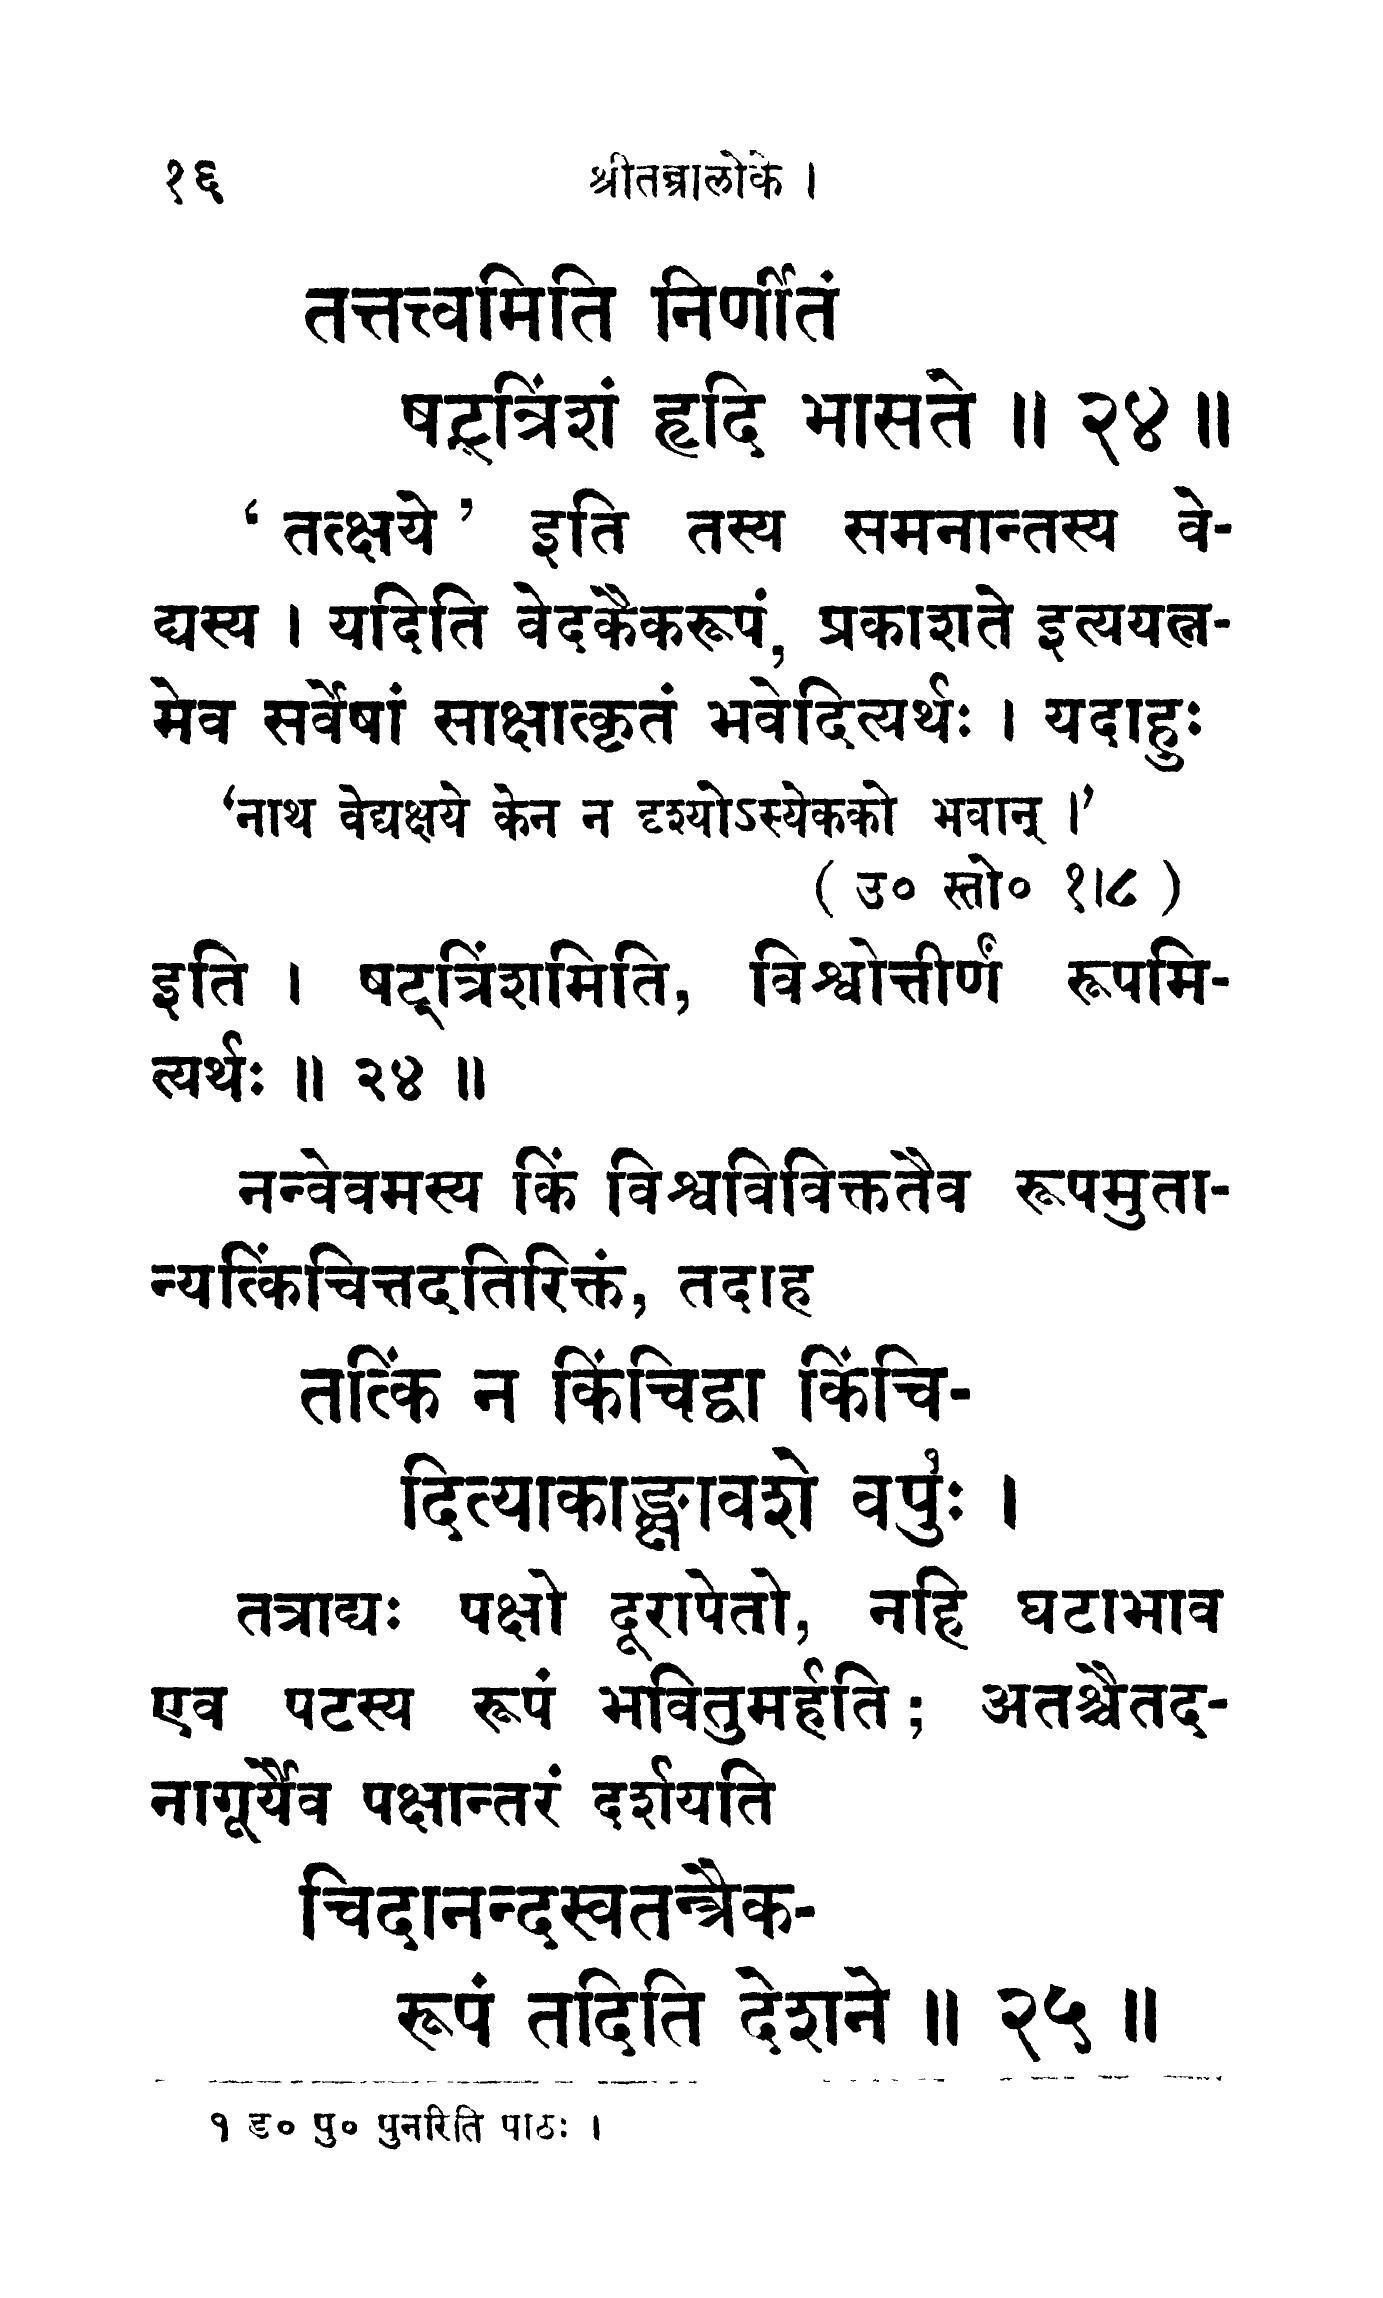 १६ श्रीतन्त्रालोके ।
तत्तत्त्वमिति निर्णीतं
षट्त्रिंशं हृदि भासते ॥ २४ ॥
‘ तत्क्षये ’ इति तस्य समनान्तस्य वे-
द्यस्य । यदिति वेदकैकरूपं, प्रकाशते इत्ययत्न-
मेव सर्वेषां साक्षात्कृतं भवेदित्यर्थः । यदाहुः
‘नाथ वेद्यक्षये केन न दृश्योऽस्येकको भवान् ।’
( उ० स्तो० १।८ )
इति । षट्त्रिंशमिति, विश्वोत्तीर्णं रूपमि-
त्यर्थः ॥ २४ ॥
नन्वेवमस्य किं विश्वविविक्ततैव रूपमुता-
न्यत्किंचित्तदतिरिक्तं, तदाह
तत्किं न किंचिद्वा किंचि-
दित्याकाङ्क्षावशे वपुः१ ।
तत्राद्यः पक्षो दूरापेतो, नहि घटाभाव
एव पटस्य रूपं भवितुमर्हति ; अतश्चैतद-
नागूर्यैव पक्षान्तरं दर्शयति
चिदानन्दस्वतन्त्रैक-
रूपं तदिति देशने ॥ २५ ॥
१ ड० पु० पुनरिति पाठः ।